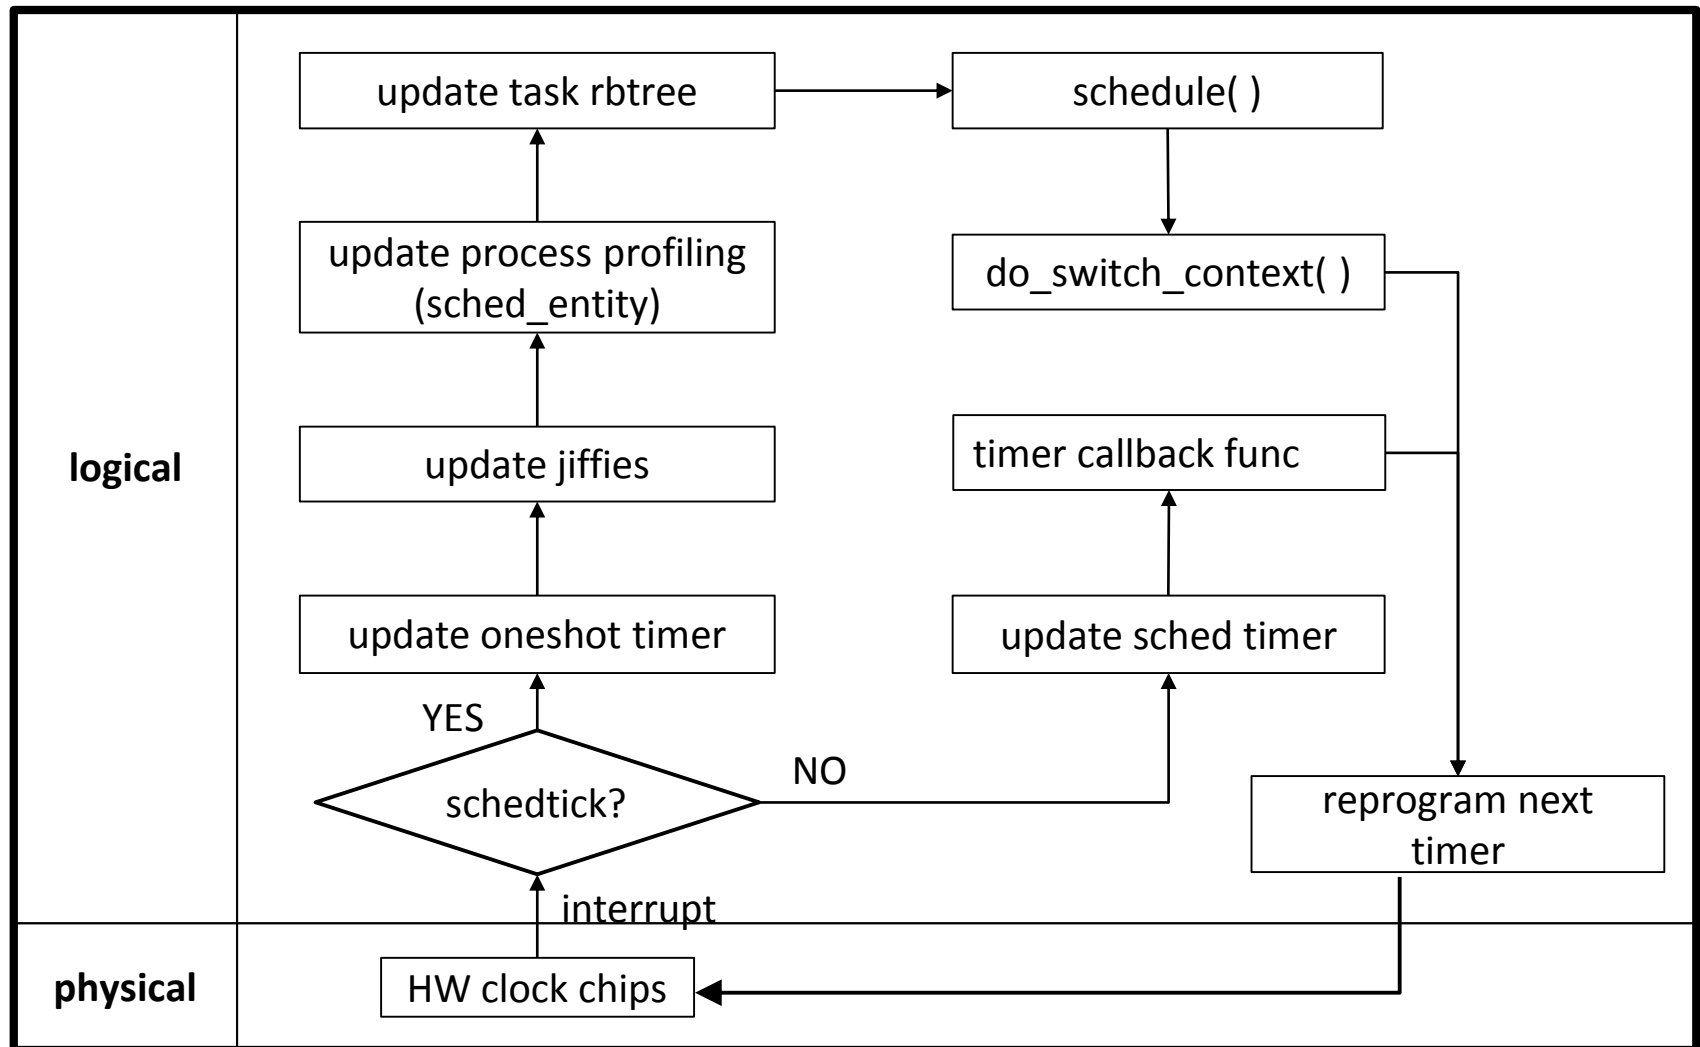 update task rbtree
schedule( )
update process profiling
(sched_entity)
do_switch_context( )
logical
update jiffies
timer callback func
update oneshot timer
update sched timer
YES
NO
schedtick?
reprogram next
timer
interrupt
physical
HW clock chips